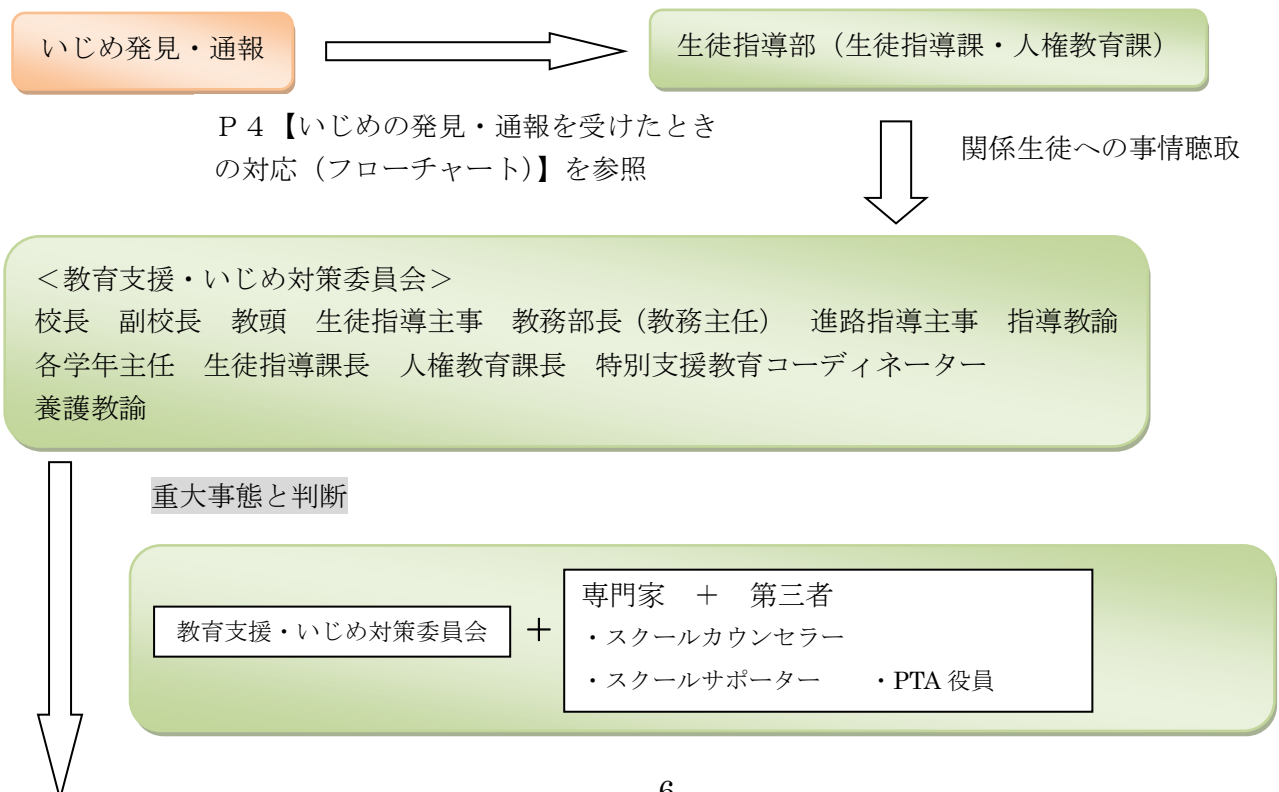 いじめ発見・通報
生徒指導部（生徒指導課・人権教育課）
Ｐ４【いじめの発見・通報を受けたとき
の対応（フローチャート）】を参照
関係生徒への事情聴取
＜教育支援・いじめ対策委員会＞
校長　副校長　教頭　生徒指導主事　教務部長（教務主任）　進路指導主事　指導教諭
各学年主任　生徒指導課長　人権教育課長　特別支援教育コーディネーター
養護教諭
重大事態と判断
教育支援・いじめ対策委員会
＋
専門家　＋　第三者
・スクールカウンセラー
・スクールサポーター　　・PTA 役員
6